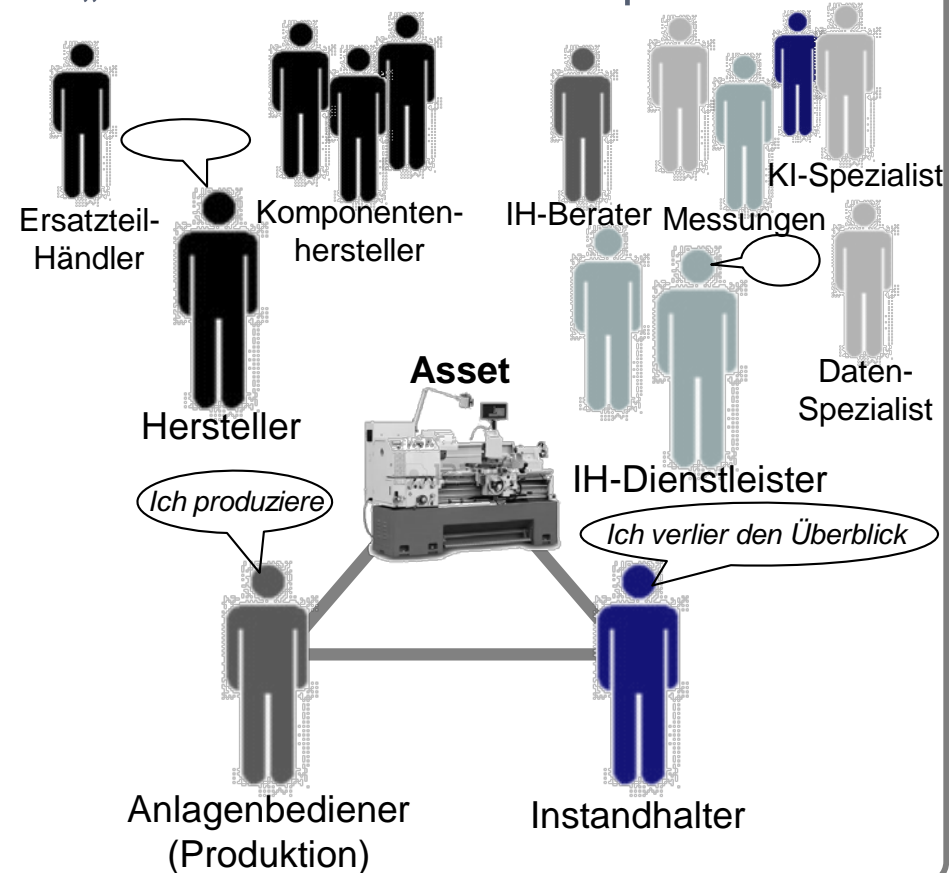 Ersatzteil-
Händler
Komponenten-
hersteller
IH-Berater
Messungen
KI-Spezialist
Hersteller
Asset
Daten-
Spezialist
IH-Dienstleister
Ich produziere
Ich verlier den Überblick
Anlagenbediener
(Produktion)
Instandhalter